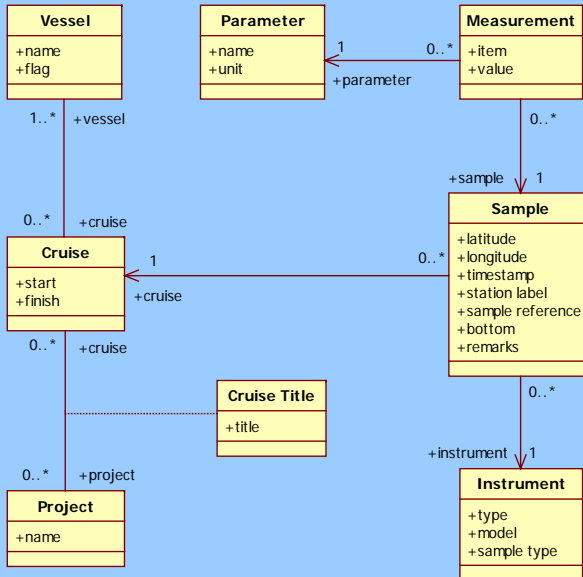 Vessel
+name
+flag
Parameter
+name
+unit
Measurement
+item
+value
1
0..*
+parameter
1..*
+vessel
0..*
+sample
1
0..*
+cruise
Cruise
+start
+finish
1
+cruise
0..*
Sample
+latitude
+longitude
+timestamp
+station label
+sample reference
+bottom
+remarks
0..*
+cruise
Cruise Title
+title
0..*
+instrument
1
0..*
+project
Project
+name
Instrument
+type
+model
+sample type